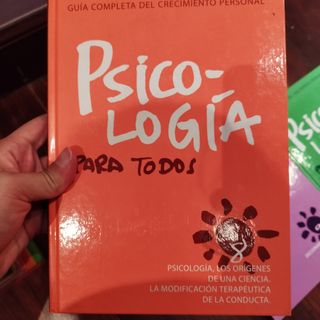 GUÍA COMPLETA DEL CRECIMIENTO PERSONAL
PSICO-
LOGÍA
PARA TODOS
8
PSICOLOGÍA, LOS ORÍGENES
DE UNA CIENCIA.
LA MODIFICACIÓN TERAPÉUTICA
DE LA CONDUCTA.